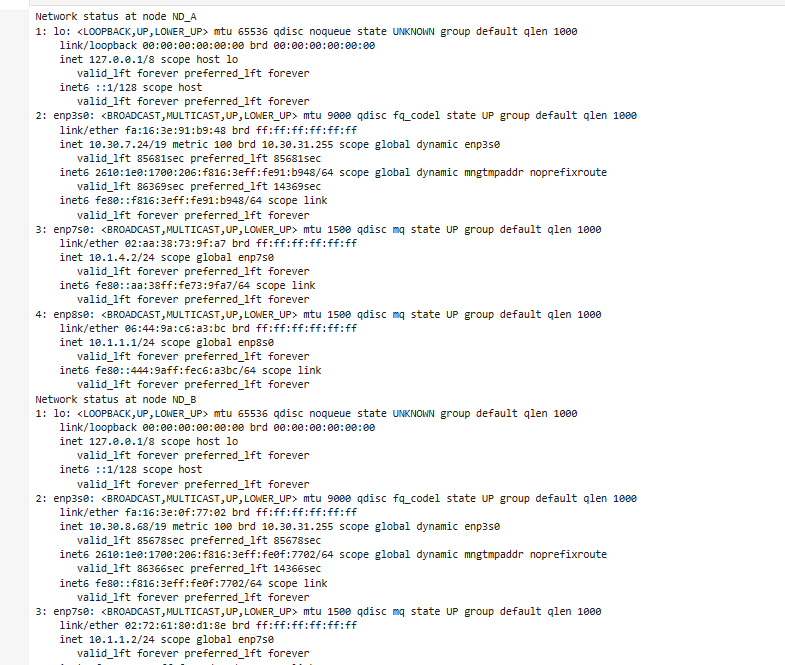 Network status at node ND_A
1: lo: <LOOPBACK,UP,LOWER_UP> mtu 65536 qdisc noqueue state UNKNOWN group default qlen 1000
link/loopback 00:00:00:00:00:00 brd 00:00:00:00:00:00
inet 127.0.0.1/8 scope host lo
valid_lft forever preferred_lft forever
inet6 ::1/128 scope host
valid_lft forever preferred_lft forever
2: enp3s0: <BROADCAST,MULTICAST,UP,LOWER_UP> mtu 9000 qdisc fq_codel state UP group default qlen 1000
link/ether fa:16:3e:91:b9:48 brd ff:ff:ff:ff:ff:ff
inet 10.30.7.24/19 metric 100 brd 10.30.31.255 scope global dynamic enp3s0
valid_lft 85681sec preferred_lft 85681sec
inet6 2610:1e0:1700:206:f816:3eff:fe91:b948/64 scope global dynamic mngtmpaddr noprefixroute
valid_lft 86369sec preferred_lft 14369sec
inet6 fe80::f816:3eff:fe91:b948/64 scope link
valid_lft forever preferred_lft forever
3: enp7s0: <BROADCAST,MULTICAST,UP,LOWER_UP> mtu 1500 qdisc mq state UP group default qlen 1000
link/ether 02:aa:38:73:9f:a7 brd ff:ff:ff:ff:ff:ff
inet 10.1.4.2/24 scope global enp7s0
valid_lft forever preferred_lft forever
inet6 fe80::aa:38ff:fe73:9fa7/64 scope link
valid_lft forever preferred_lft forever
4: enp8s0: <BROADCAST,MULTICAST,UP,LOWER_UP> mtu 1500 qdisc mq state UP group default qlen 1000
link/ether 06:44:9a:c6:a3:bc brd ff:ff:ff:ff:ff:ff
inet 10.1.1.1/24 scope global enp8s0
valid_lft forever preferred_lft forever
inet6 fe80::444:9aff:fec6:a3bc/64 scope link
valid_lft forever preferred_lft forever
Network status at node ND_B
1: lo: <LOOPBACK,UP,LOWER_UP> mtu 65536 qdisc noqueue state UNKNOWN group default qlen 1000
link/loopback 00:00:00:00:00:00 brd 00:00:00:00:00:00
inet 127.0.0.1/8 scope host lo
valid_lft forever preferred_lft forever
inet6 ::1/128 scope host
valid_lft forever preferred_lft forever
2: enp3s0: <BROADCAST,MULTICAST,UP,LOWER_UP> mtu 9000 qdisc fq_codel state UP group default qlen 1000
link/ether fa:16:3e:0f:77:02 brd ff:ff:ff:ff:ff:ff
inet 10.30.8.68/19 metric 100 brd 10.30.31.255 scope global dynamic enp3s0
valid_lft 85678sec preferred_lft 85678sec
inet6 2610:1e0:1700:206:f816:3eff:fe0f:7702/64 scope global dynamic mngtmpaddr noprefixroute
valid_lft 86366sec preferred_lft 14366sec
inet6 fe80::f816:3eff:fe0f:7702/64 scope link
valid_lft forever preferred_lft forever
3: enp7s0: <BROADCAST,MULTICAST,UP,LOWER_UP> mtu 1500 qdisc mq state UP group default qlen 1000
link/ether 02:72:61:80:d1:8e brd ff:ff:ff:ff:ff:ff
inet 10.1.1.2/24 scope global enp7s0
valid_lft forever preferred_lft forever